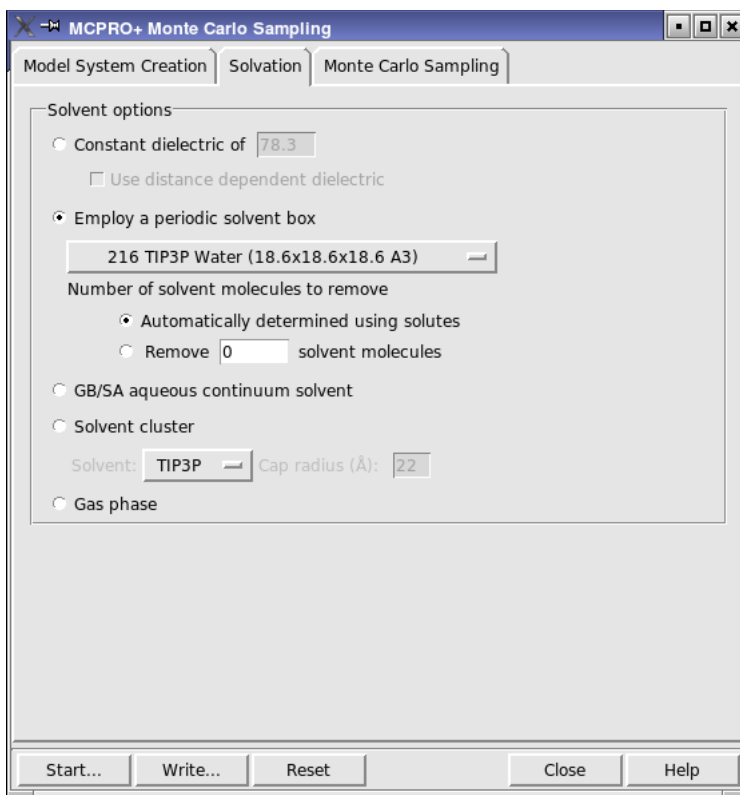 MCPRO+ Monte Carlo Sampling
Model System Creation Solvation Monte Carlo Sampling
Solvent options
Constant dielectric of 78.3
Use distance dependent dielectric
Employ a periodic solvent box
216 TIP3P Water (18.6x18.6x18.6 A3)
Number of solvent molecules to remove
Automatically determined using solutes
Remove 0 solvent molecules
GB/SA aqueous continuum solvent
Solvent cluster
Solvent: TIP3P Cap radius (Å): 22
Gas phase
Start... Write... Reset Close Help